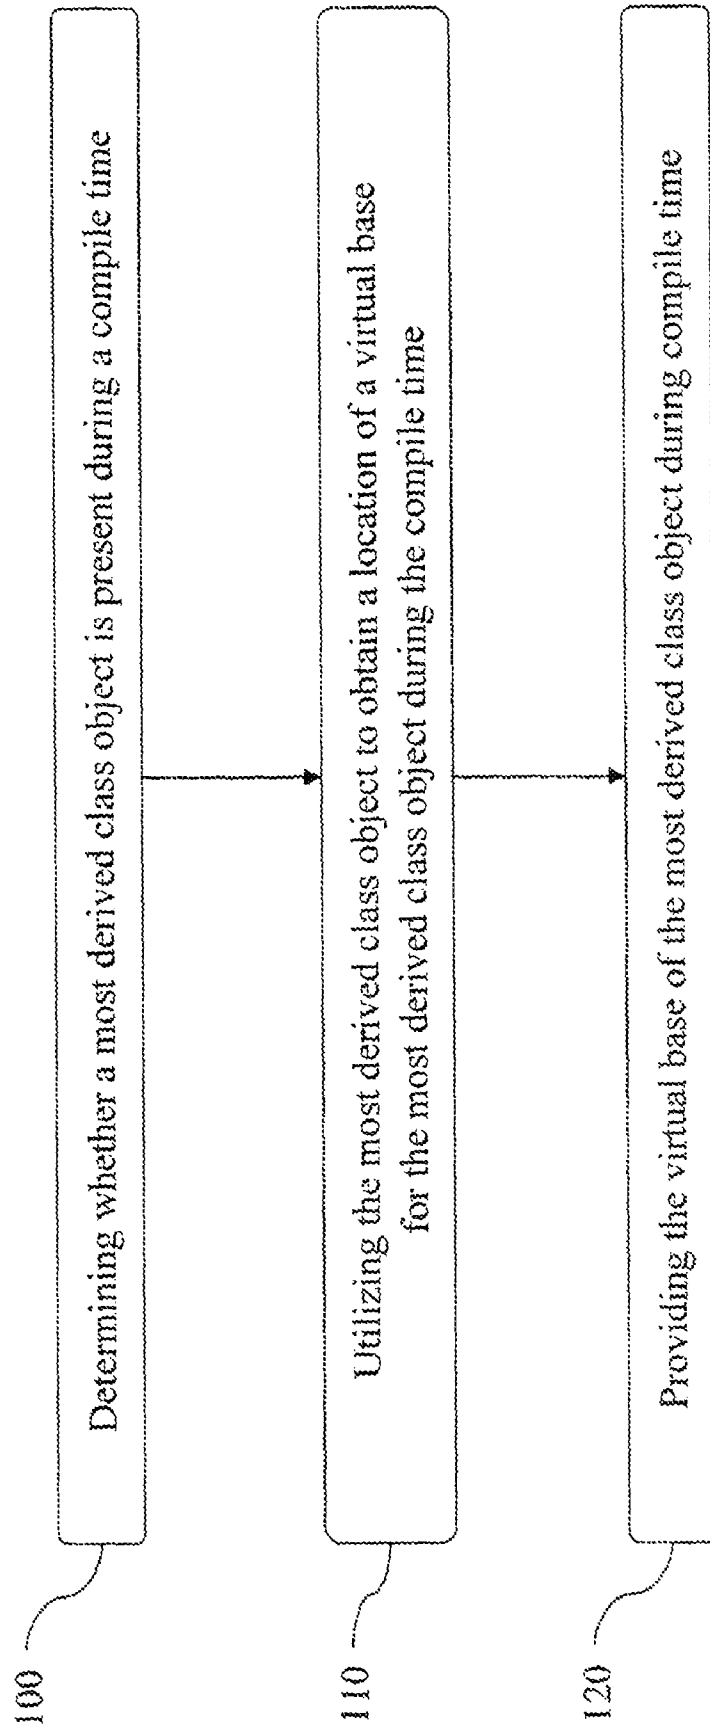 100
Determining whether a most derived class object is present during a compile time
110
Utilizing the most derived class object to obtain a location of a virtual base
for the most derived class object during the compile time
120
Providing the virtual base of the most derived class object during compile time